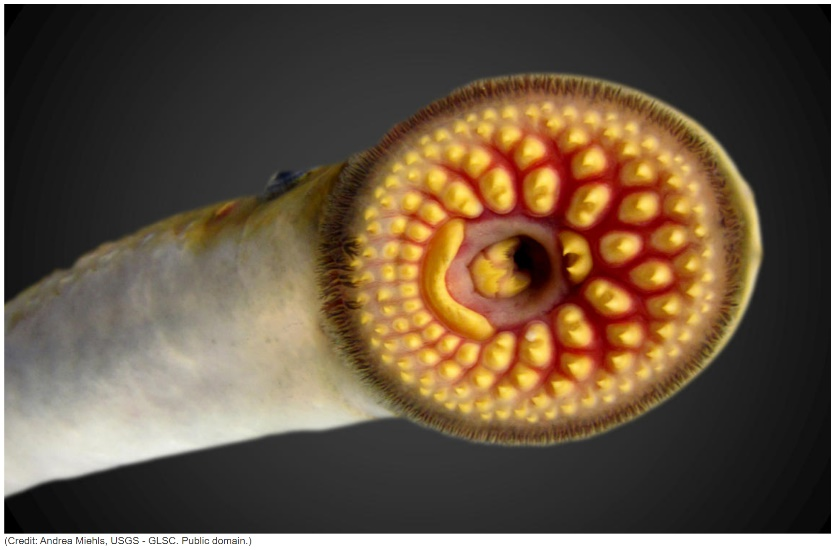 (Credit: Andrea Miehls, USGS - GLSC. Public domain.)